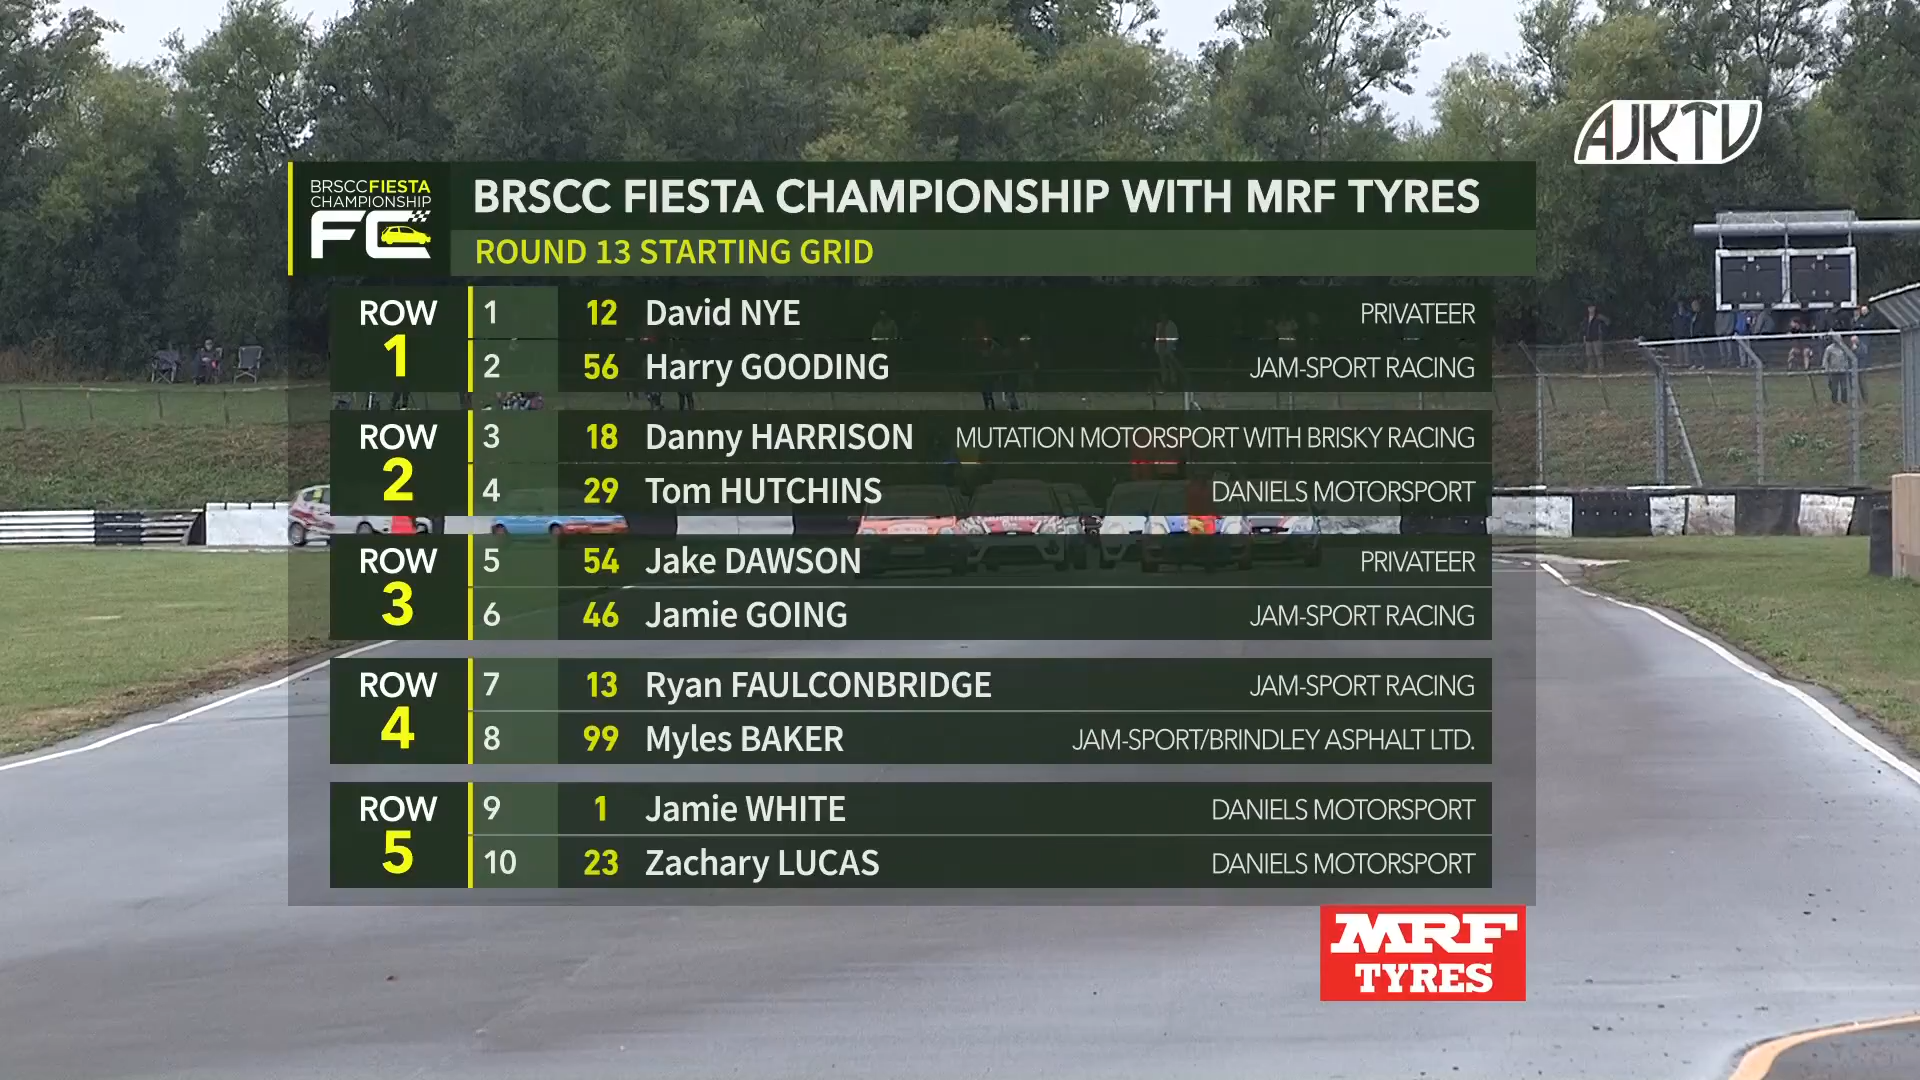 AJKTV
BRSCCFIESTA
CHAMPIONSHIP
FC
BRSCC FIESTA CHAMPIONSHIP WITH MRF TYRES
ROUND 13 STARTING GRID
ROW 1
1 12 David NYE PRIVATEER
2 56 Harry GOODING JAM-SPORT RACING
ROW 2
3 18 Danny HARRISON MUTATION MOTORSPORT WITH BRISKY RACING
4 29 Tom HUTCHINS DANIELS MOTORSPORT
ROW 3
5 54 Jake DAWSON PRIVATEER
6 46 Jamie GOING JAM-SPORT RACING
ROW 4
7 13 Ryan FAULCONBRIDGE JAM-SPORT RACING
8 99 Myles BAKER JAM-SPORT/BRINDLEY ASPHALT LTD.
ROW 5
9 1 Jamie WHITE DANIELS MOTORSPORT
10 23 Zachary LUCAS DANIELS MOTORSPORT
MRF
TYRES